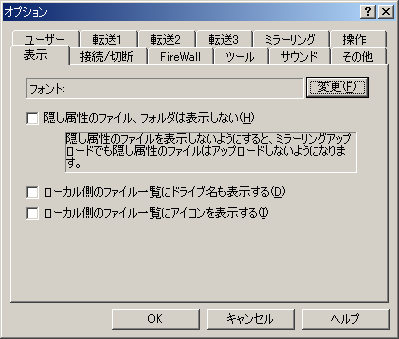 オプション
ユーザー 転送1 転送2 転送3 ミラーリング 操作
表示 接続/切断 FireWall ツール サウンド その他
フォント: 変更(F)
隠し属性のファイル、フォルダは表示しない(H)
隠し属性のファイルを表示しないようにすると、ミラーリングアップ
ロードでも隠し属性のファイルはアップロードしないようになりま
す。
ローカル側のファイル一覧にドライブ名も表示する(D)
ローカル側のファイル一覧にアイコンを表示する(I)
OK キャンセル ヘルプ